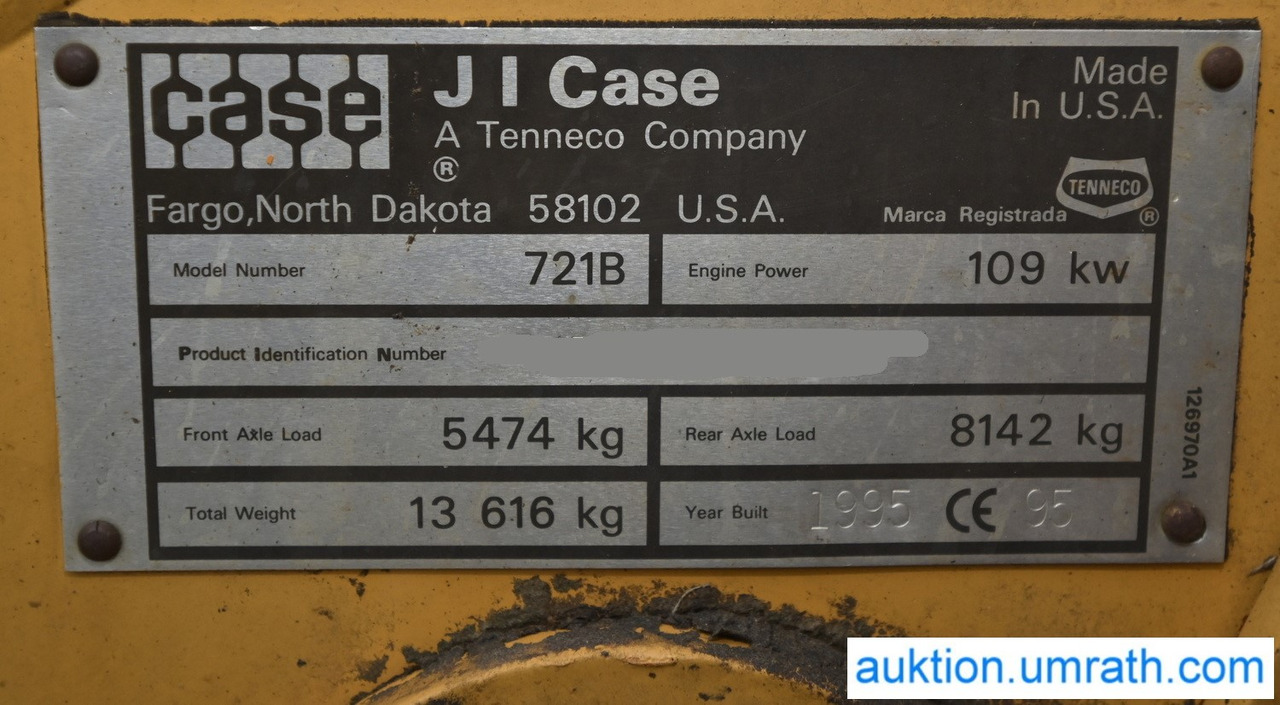 case
J I Case
A Tenneco Company
®
Made
In U.S.A.
TENNECO
®
Fargo, North Dakota 58102 U.S.A.
Marca Registrada
Model Number 721B
Engine Power 109 kw
Product Identification Number
Front Axle Load 5474 kg
Rear Axle Load 8142 kg
Total Weight 13 616 kg
Year Built 1995 CE 95
126970A1
auktion.umrath.com